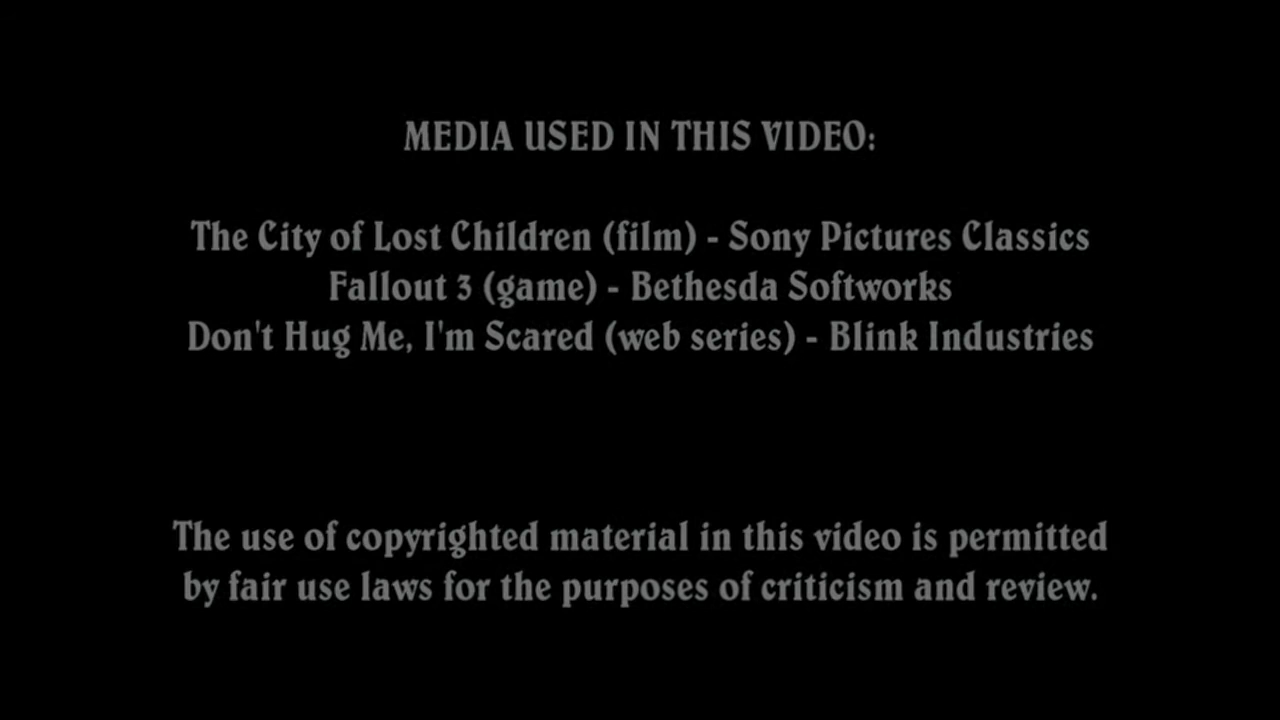 MEDIA USED IN THIS VIDEO:
The City of Lost Children (film) - Sony Pictures Classics
Fallout 3 (game) - Bethesda Softworks
Don't Hug Me, I'm Scared (web series) - Blink Industries
The use of copyrighted material in this video is permitted
by fair use laws for the purposes of criticism and review.